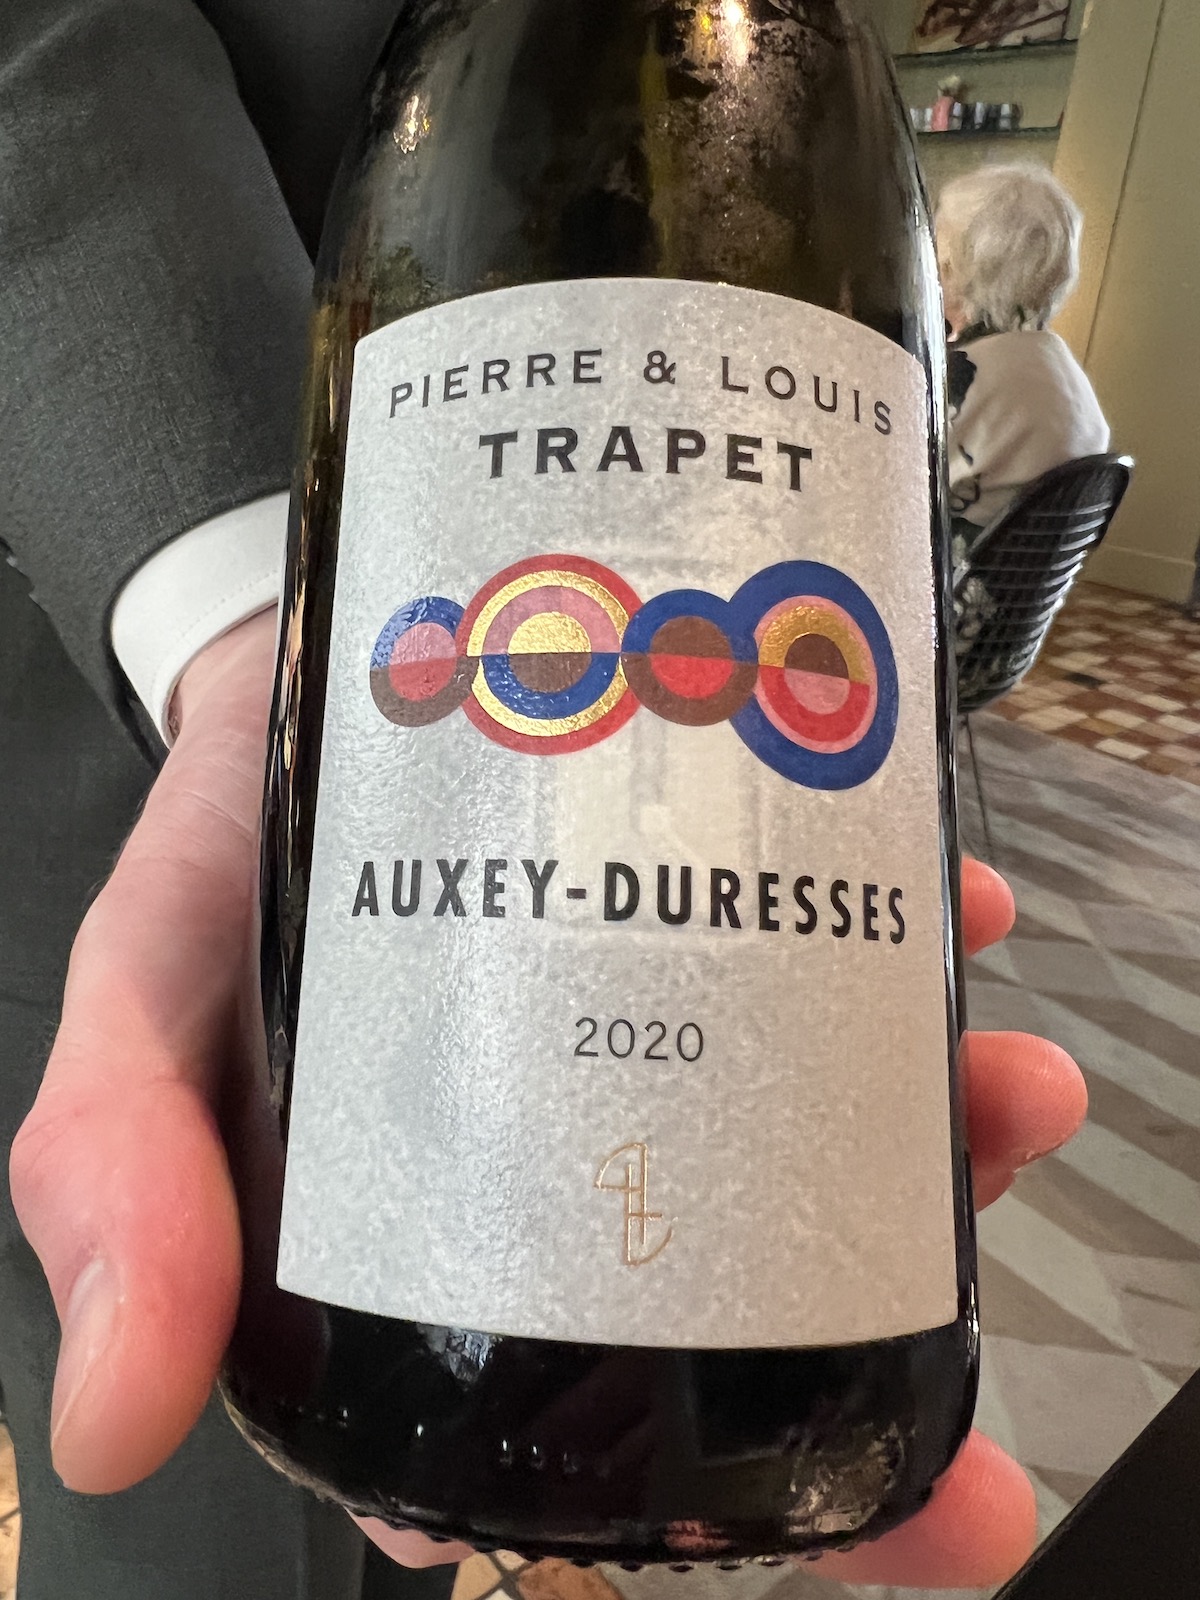 PIERRE & LOUIS
TRAPET
AUXEY-DURESSES
2020